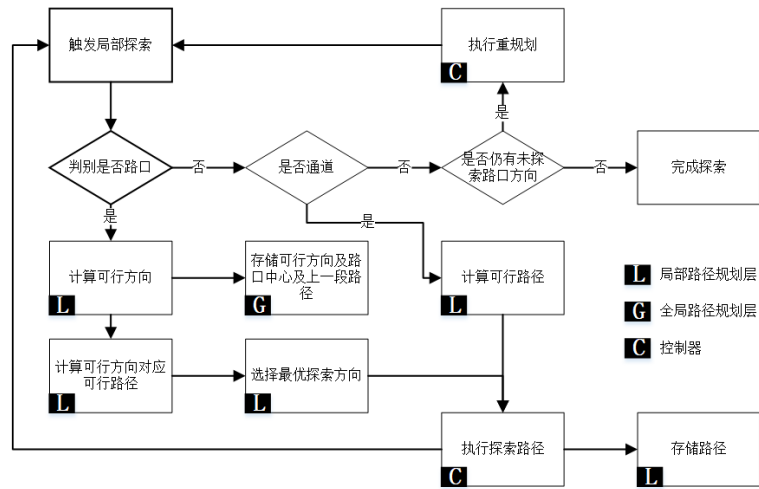 触发局部探索
执行重规划
C
是
判别是否路口
否
是否通道
否
是否仍有未探
索路口方向
否
完成探索
是
是
计算可行方向
L
存储可行方向及路
口中心及上一段路
径
G
计算可行路径
L
L 局部路径规划层
G 全局路径规划层
C 控制器
计算可行方向对应
可行路径
L
选择最优探索方向
L
执行探索路径
C
存储路径
L